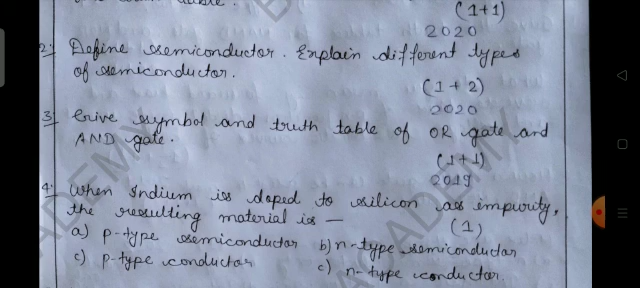 (1+1)
2020
2. Define semiconductor. Explain different types
of semiconductor.
(1 + 2)
2020
3. Give symbol and truth table of OR gate and
AND gate.
(1+1)
2019
4. When Indium is doped to silicon as impurity,
the resulting material is —
(1)
a) p-type semiconductor b) n-type semiconductor
c) p-type conductor c) n-type conductor.